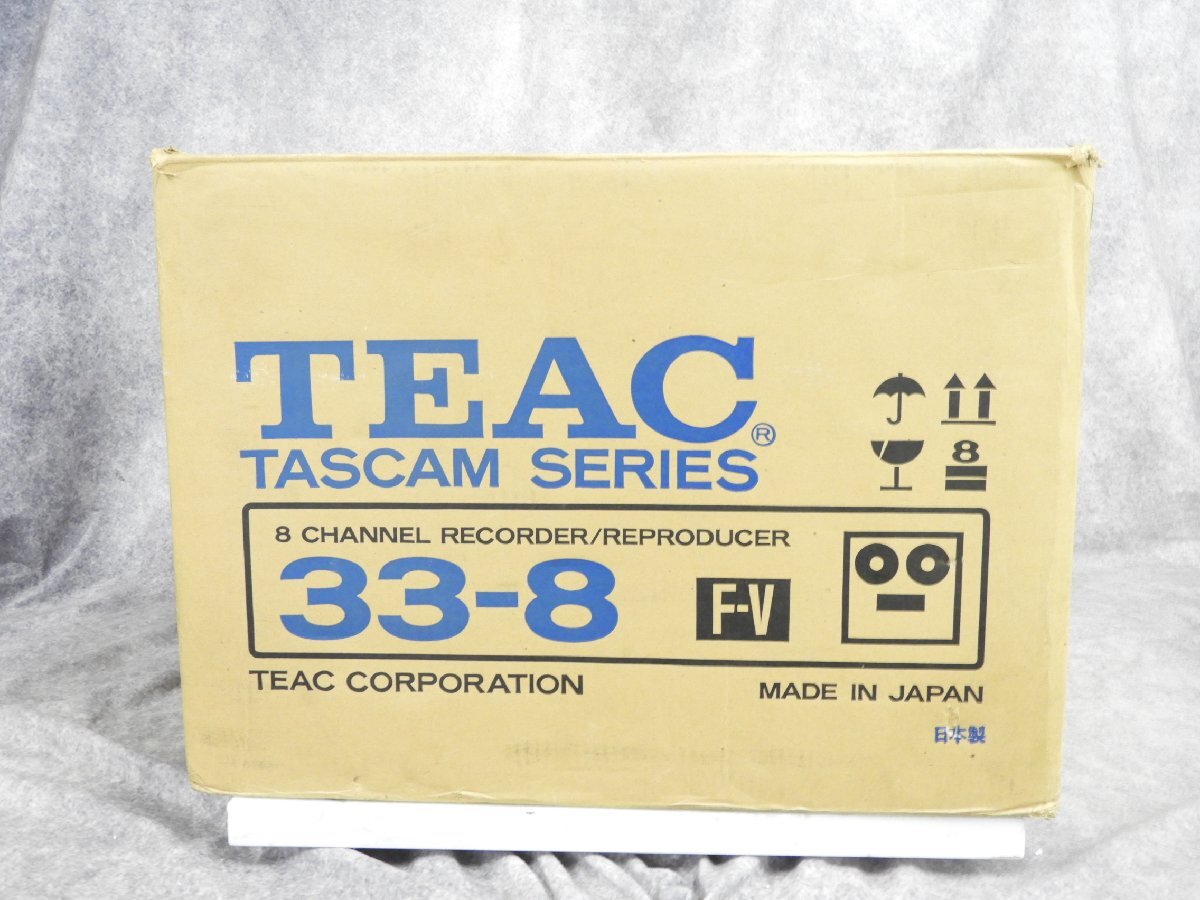 TEAC®
TASCAM SERIES
8
8 CHANNEL RECORDER/REPRODUCER
33-8
F-V
TEAC CORPORATION
MADE IN JAPAN
日本製